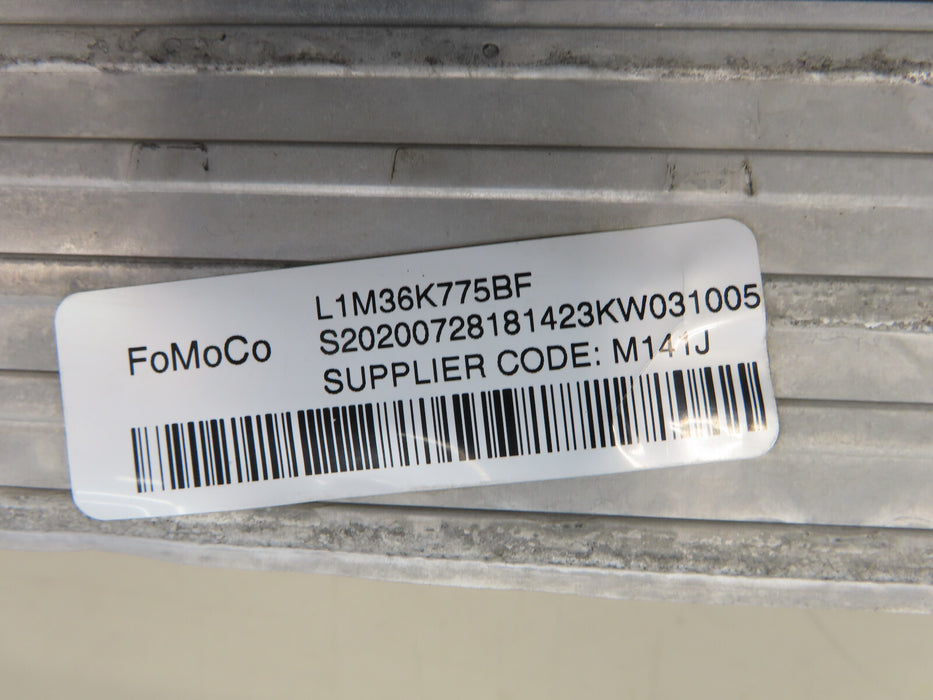 L1M36K775BF
FoMoCo
S20200728181423KW031005
SUPPLIER CODE: M141J